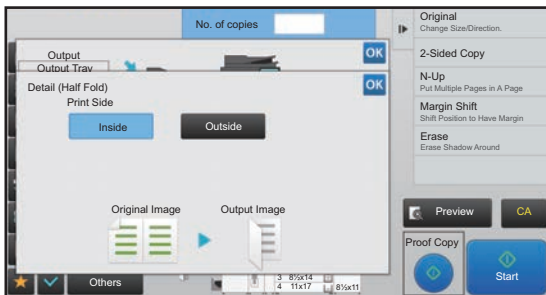 No. of copies
Output
Output Tray
OK
Detail (Half Fold)
OK
Print Side
Inside
Outside
Original Image
Output Image
Others
3 8½x14
4 11x17
8½x11
Original
Change Size/Direction.
2-Sided Copy
N-Up
Put Multiple Pages in A Page
Margin Shift
Shift Position to Have Margin
Erase
Erase Shadow Around
Preview
CA
Proof Copy
Start